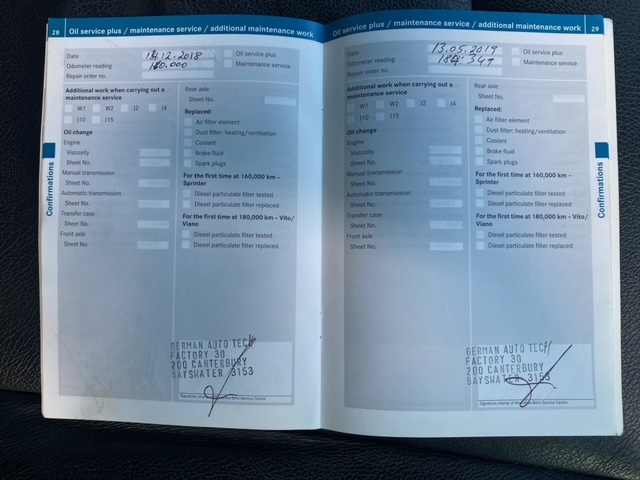 28 Oil service plus / maintenance service / additional maintenance work
Date 14.12.2018
Odometer reading 180.000
Repair order no.
Oil service plus
Maintenance service
Additional work when carrying out a
maintenance service
W1 W2 J2 J4
J10 J15
Oil change
Engine
Viscosity
Sheet No.
Manual transmission
Sheet No.
Automatic transmission
Sheet No.
Transfer case
Sheet No.
Front axle
Sheet No.
Rear axle
Sheet No.
Replaced:
Air filter element
Dust filter: heating/ventilation
Coolant
Brake fluid
Spark plugs
For the first time at 160,000 km –
Sprinter
Diesel particulate filter tested
Diesel particulate filter replaced
For the first time at 180,000 km – Vito/
Viano
Diesel particulate filter tested
Diesel particulate filter replaced
GERMAN AUTO TECH
FACTORY 30
200 CANTERBURY
BAYSWATER 3153
Confirmations
Oil service plus / maintenance service / additional maintenance work 29
Date 13.05.2019
Odometer reading 184.349
Repair order no.
Oil service plus
Maintenance service
Additional work when carrying out a
maintenance service
W1 W2 J2 J4
J10 J15
Oil change
Engine
Viscosity
Sheet No.
Manual transmission
Sheet No.
Automatic transmission
Sheet No.
Transfer case
Sheet No.
Front axle
Sheet No.
Rear axle
Sheet No.
Replaced:
Air filter element
Dust filter: heating/ventilation
Coolant
Brake fluid
Spark plugs
For the first time at 160,000 km –
Sprinter
Diesel particulate filter tested
Diesel particulate filter replaced
For the first time at 180,000 km – Vito/
Viano
Diesel particulate filter tested
Diesel particulate filter replaced
GERMAN AUTO TECH
FACTORY 30
200 CANTERBURY
BAYSWATER 3153
Signature/stamp of Mercedes-Benz Service Centre
Confirmations